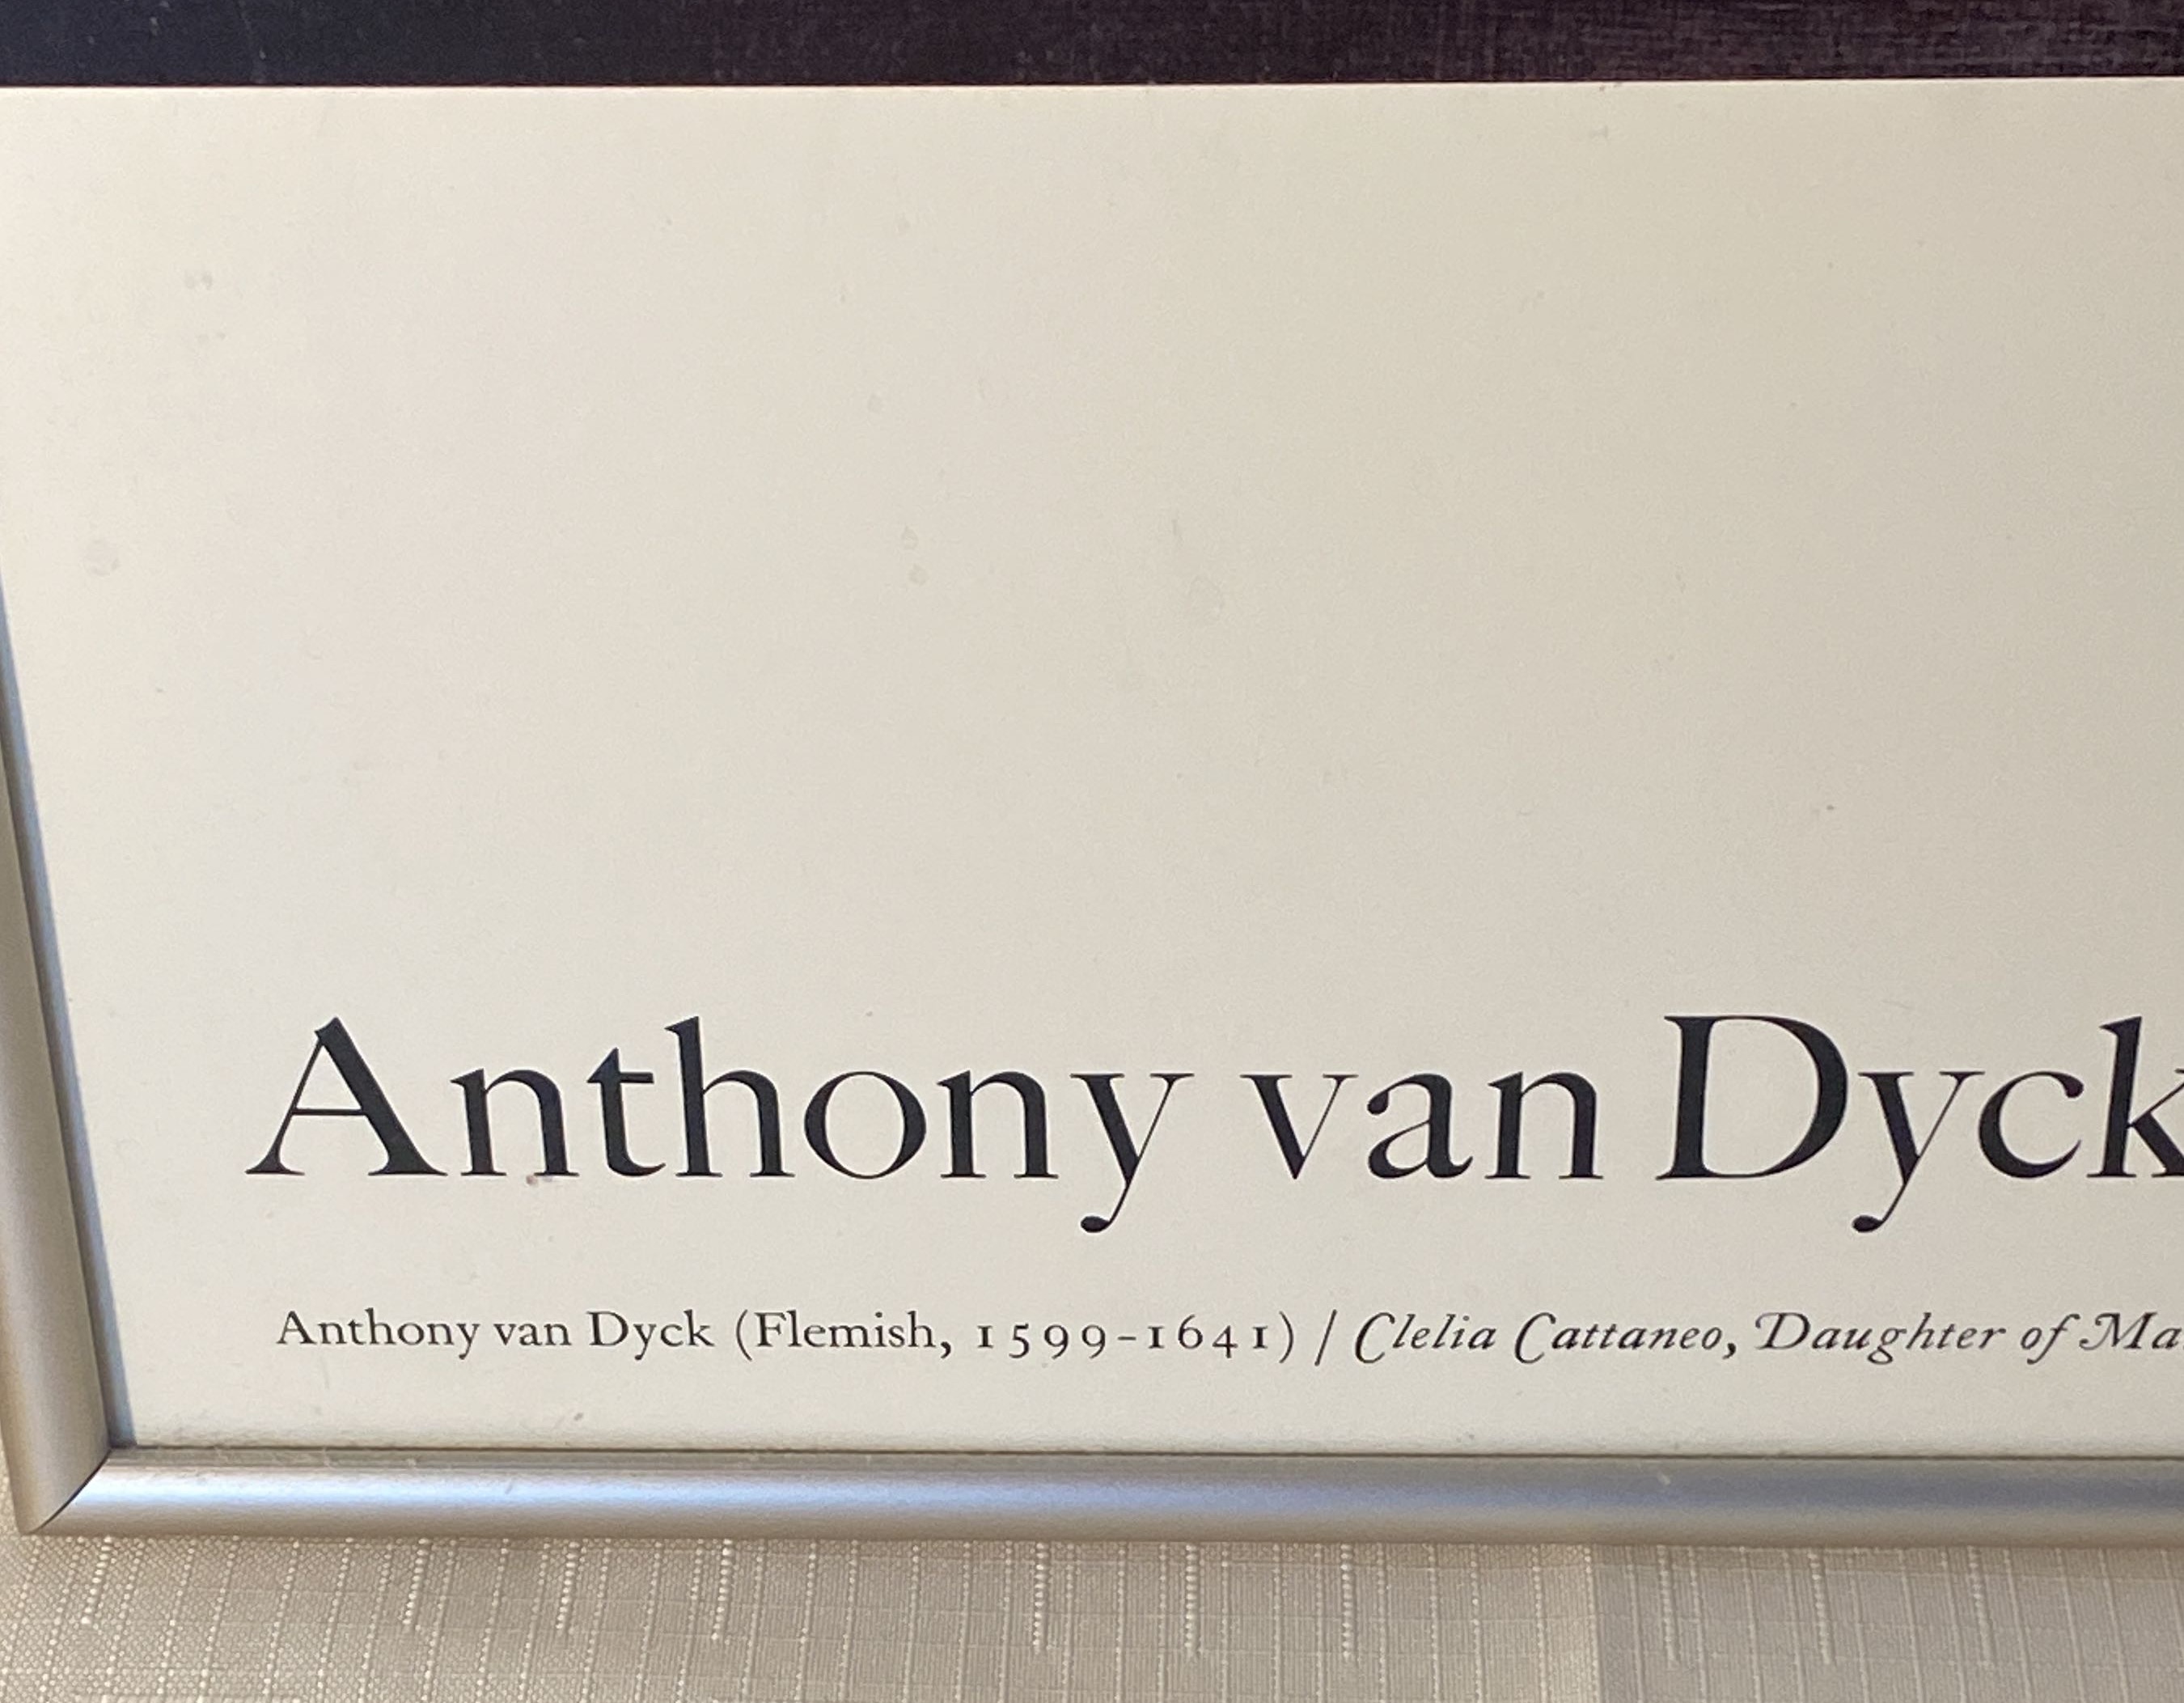 Anthony van Dyck
Anthony van Dyck (Flemish, 1599-1641) / Clelia Cattaneo, Daughter of